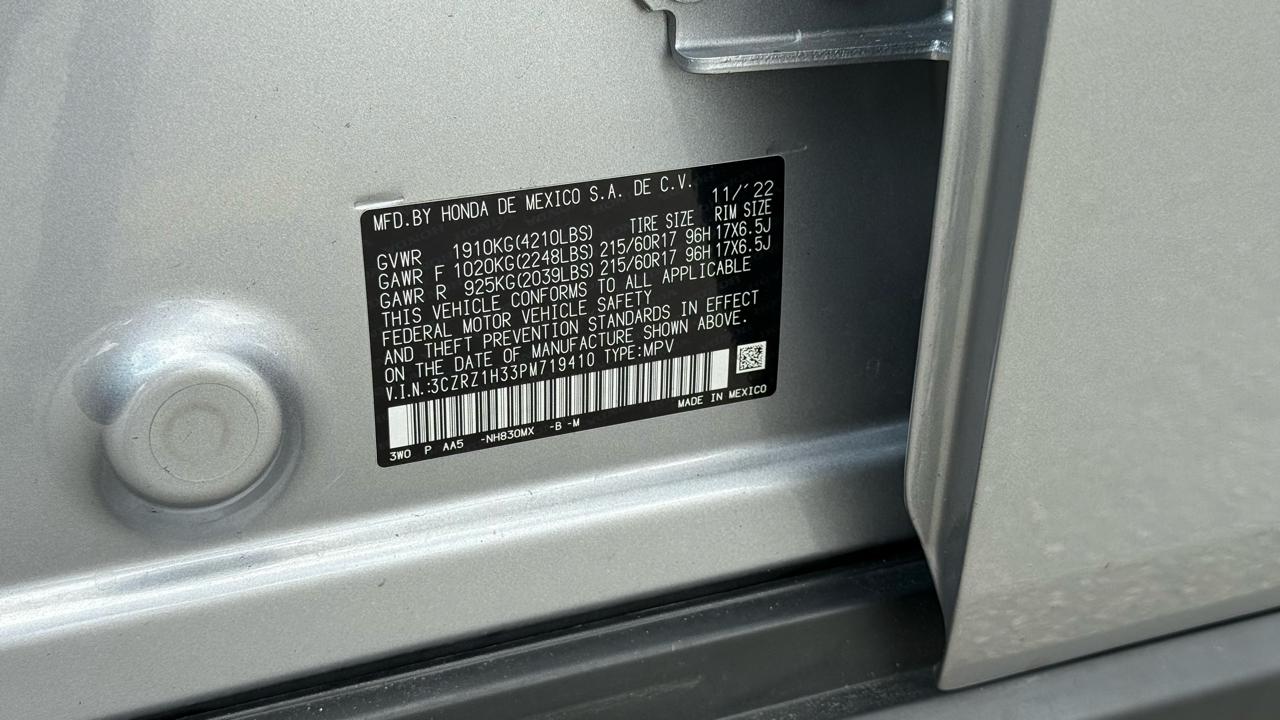 MFD.BY HONDA DE MEXICO S.A. DE C.V. 11/'22
TIRE SIZE RIM SIZE
GVWR 1910KG(4210LBS)
GAWR F 1020KG(2248LBS) 215/60R17 96H 17X6.5J
GAWR R 925KG(2039LBS) 215/60R17 96H 17X6.5J
THIS VEHICLE CONFORMS TO ALL APPLICABLE
FEDERAL MOTOR VEHICLE SAFETY
AND THEFT PREVENTION STANDARDS IN EFFECT
ON THE DATE OF MANUFACTURE SHOWN ABOVE.
V.I.N.:3CZRZ1H33PM719410 TYPE:MPV
MADE IN MEXICO
3W0 P AA5 -NH830MX -B -M